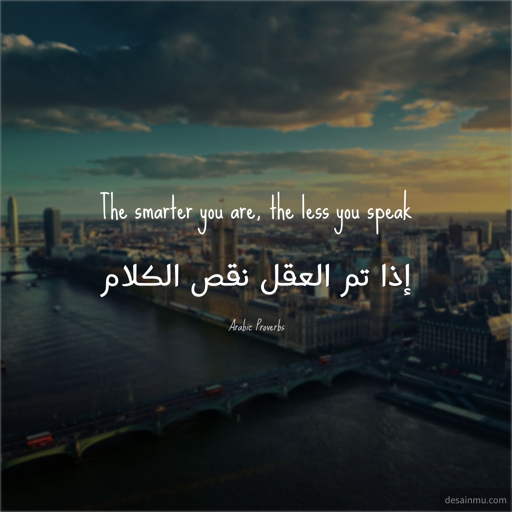 The smarter you are, the less you speak
إذا تم العقل نقص الكلام
Arabic Proverbs
desainmu.com